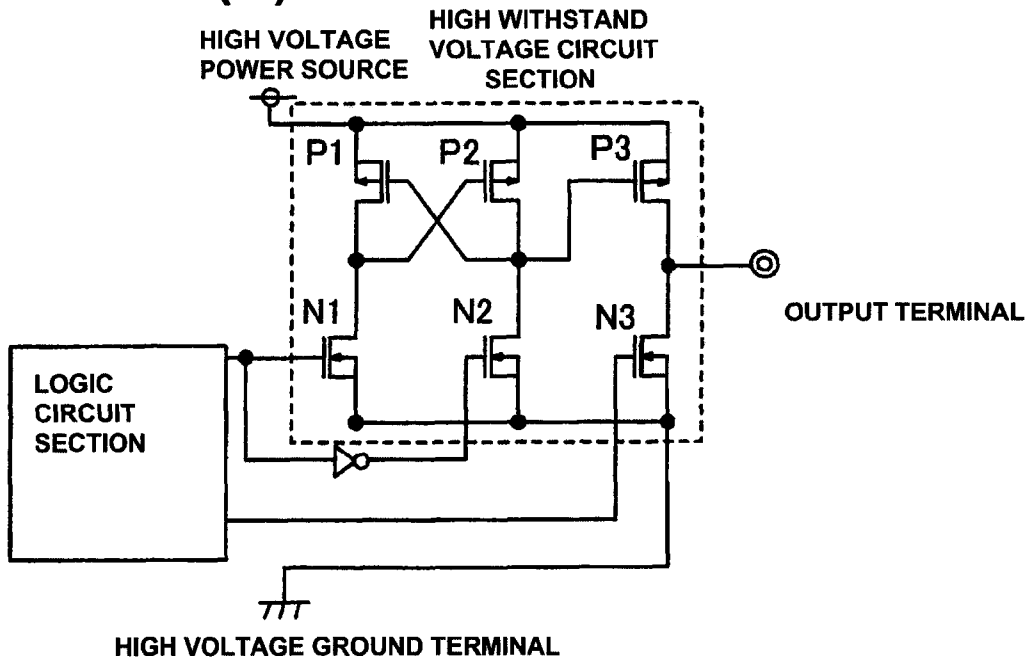 HIGH WITHSTAND
VOLTAGE CIRCUIT
SECTION
HIGH VOLTAGE
POWER SOURCE
P1
P2
P3
N1
N2
N3
OUTPUT TERMINAL
LOGIC
CIRCUIT
SECTION
HIGH VOLTAGE GROUND TERMINAL